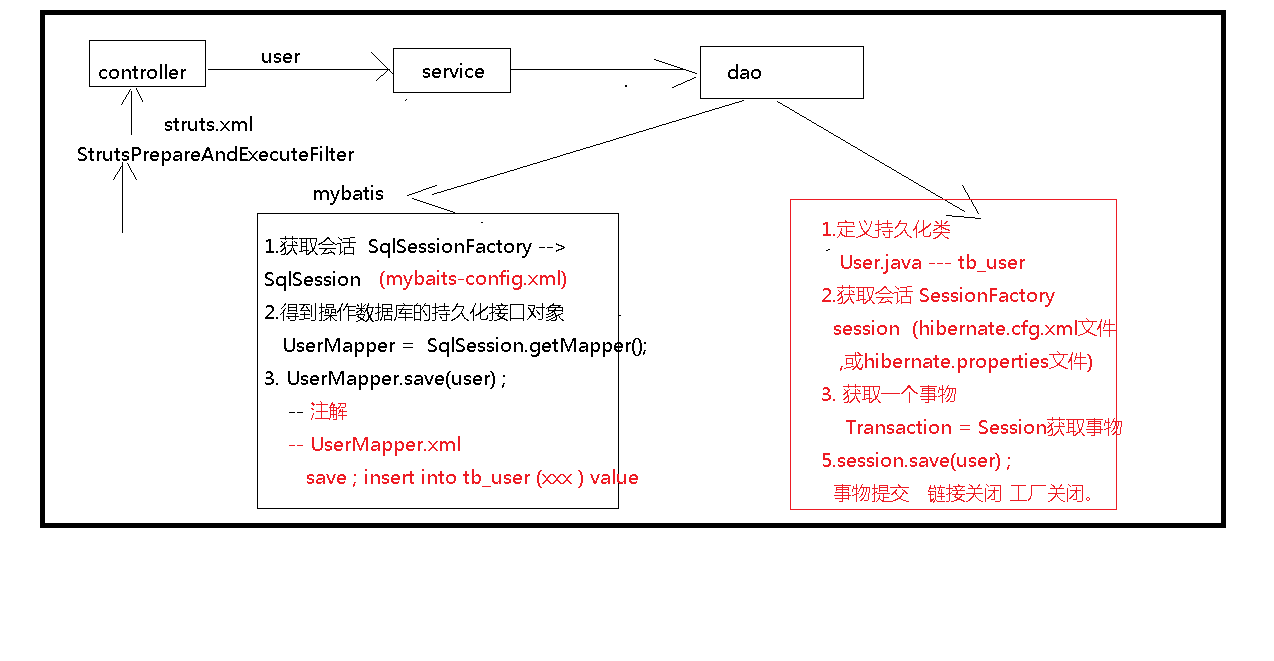 controller
user
service
dao
struts.xml
StrutsPrepareAndExecuteFilter
mybatis
1.获取会话 SqlSessionFactory -->
SqlSession (mybaits-config.xml)
2.得到操作数据库的持久化接口对象
UserMapper = SqlSession.getMapper();
3. UserMapper.save(user) ;
-- 注解
-- UserMapper.xml
save ; insert into tb_user (xxx ) value
1.定义持久化类
User.java --- tb_user
2.获取会话 SessionFactory
session (hibernate.cfg.xml文件
,或hibernate.properties文件)
3. 获取一个事物
Transaction = Session获取事物
5.session.save(user) ;
事物提交 链接关闭 工厂关闭。